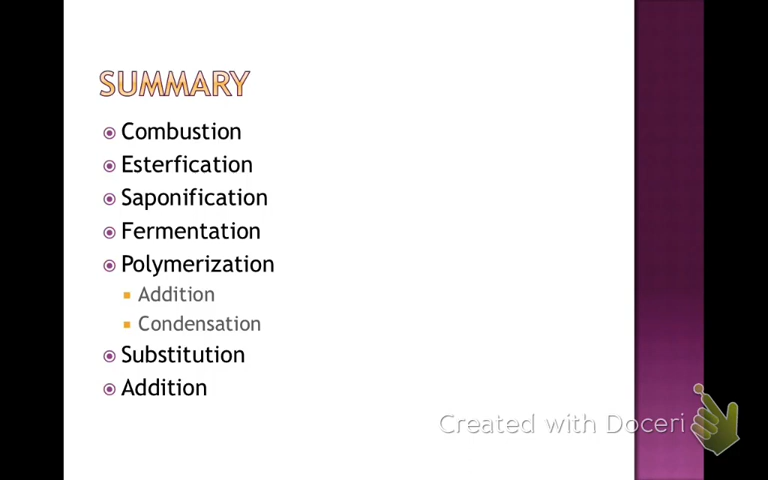 SUMMARY
Combustion
Esterfication
Saponification
Fermentation
Polymerization
Addition
Condensation
Substitution
Addition
Created with Doceri